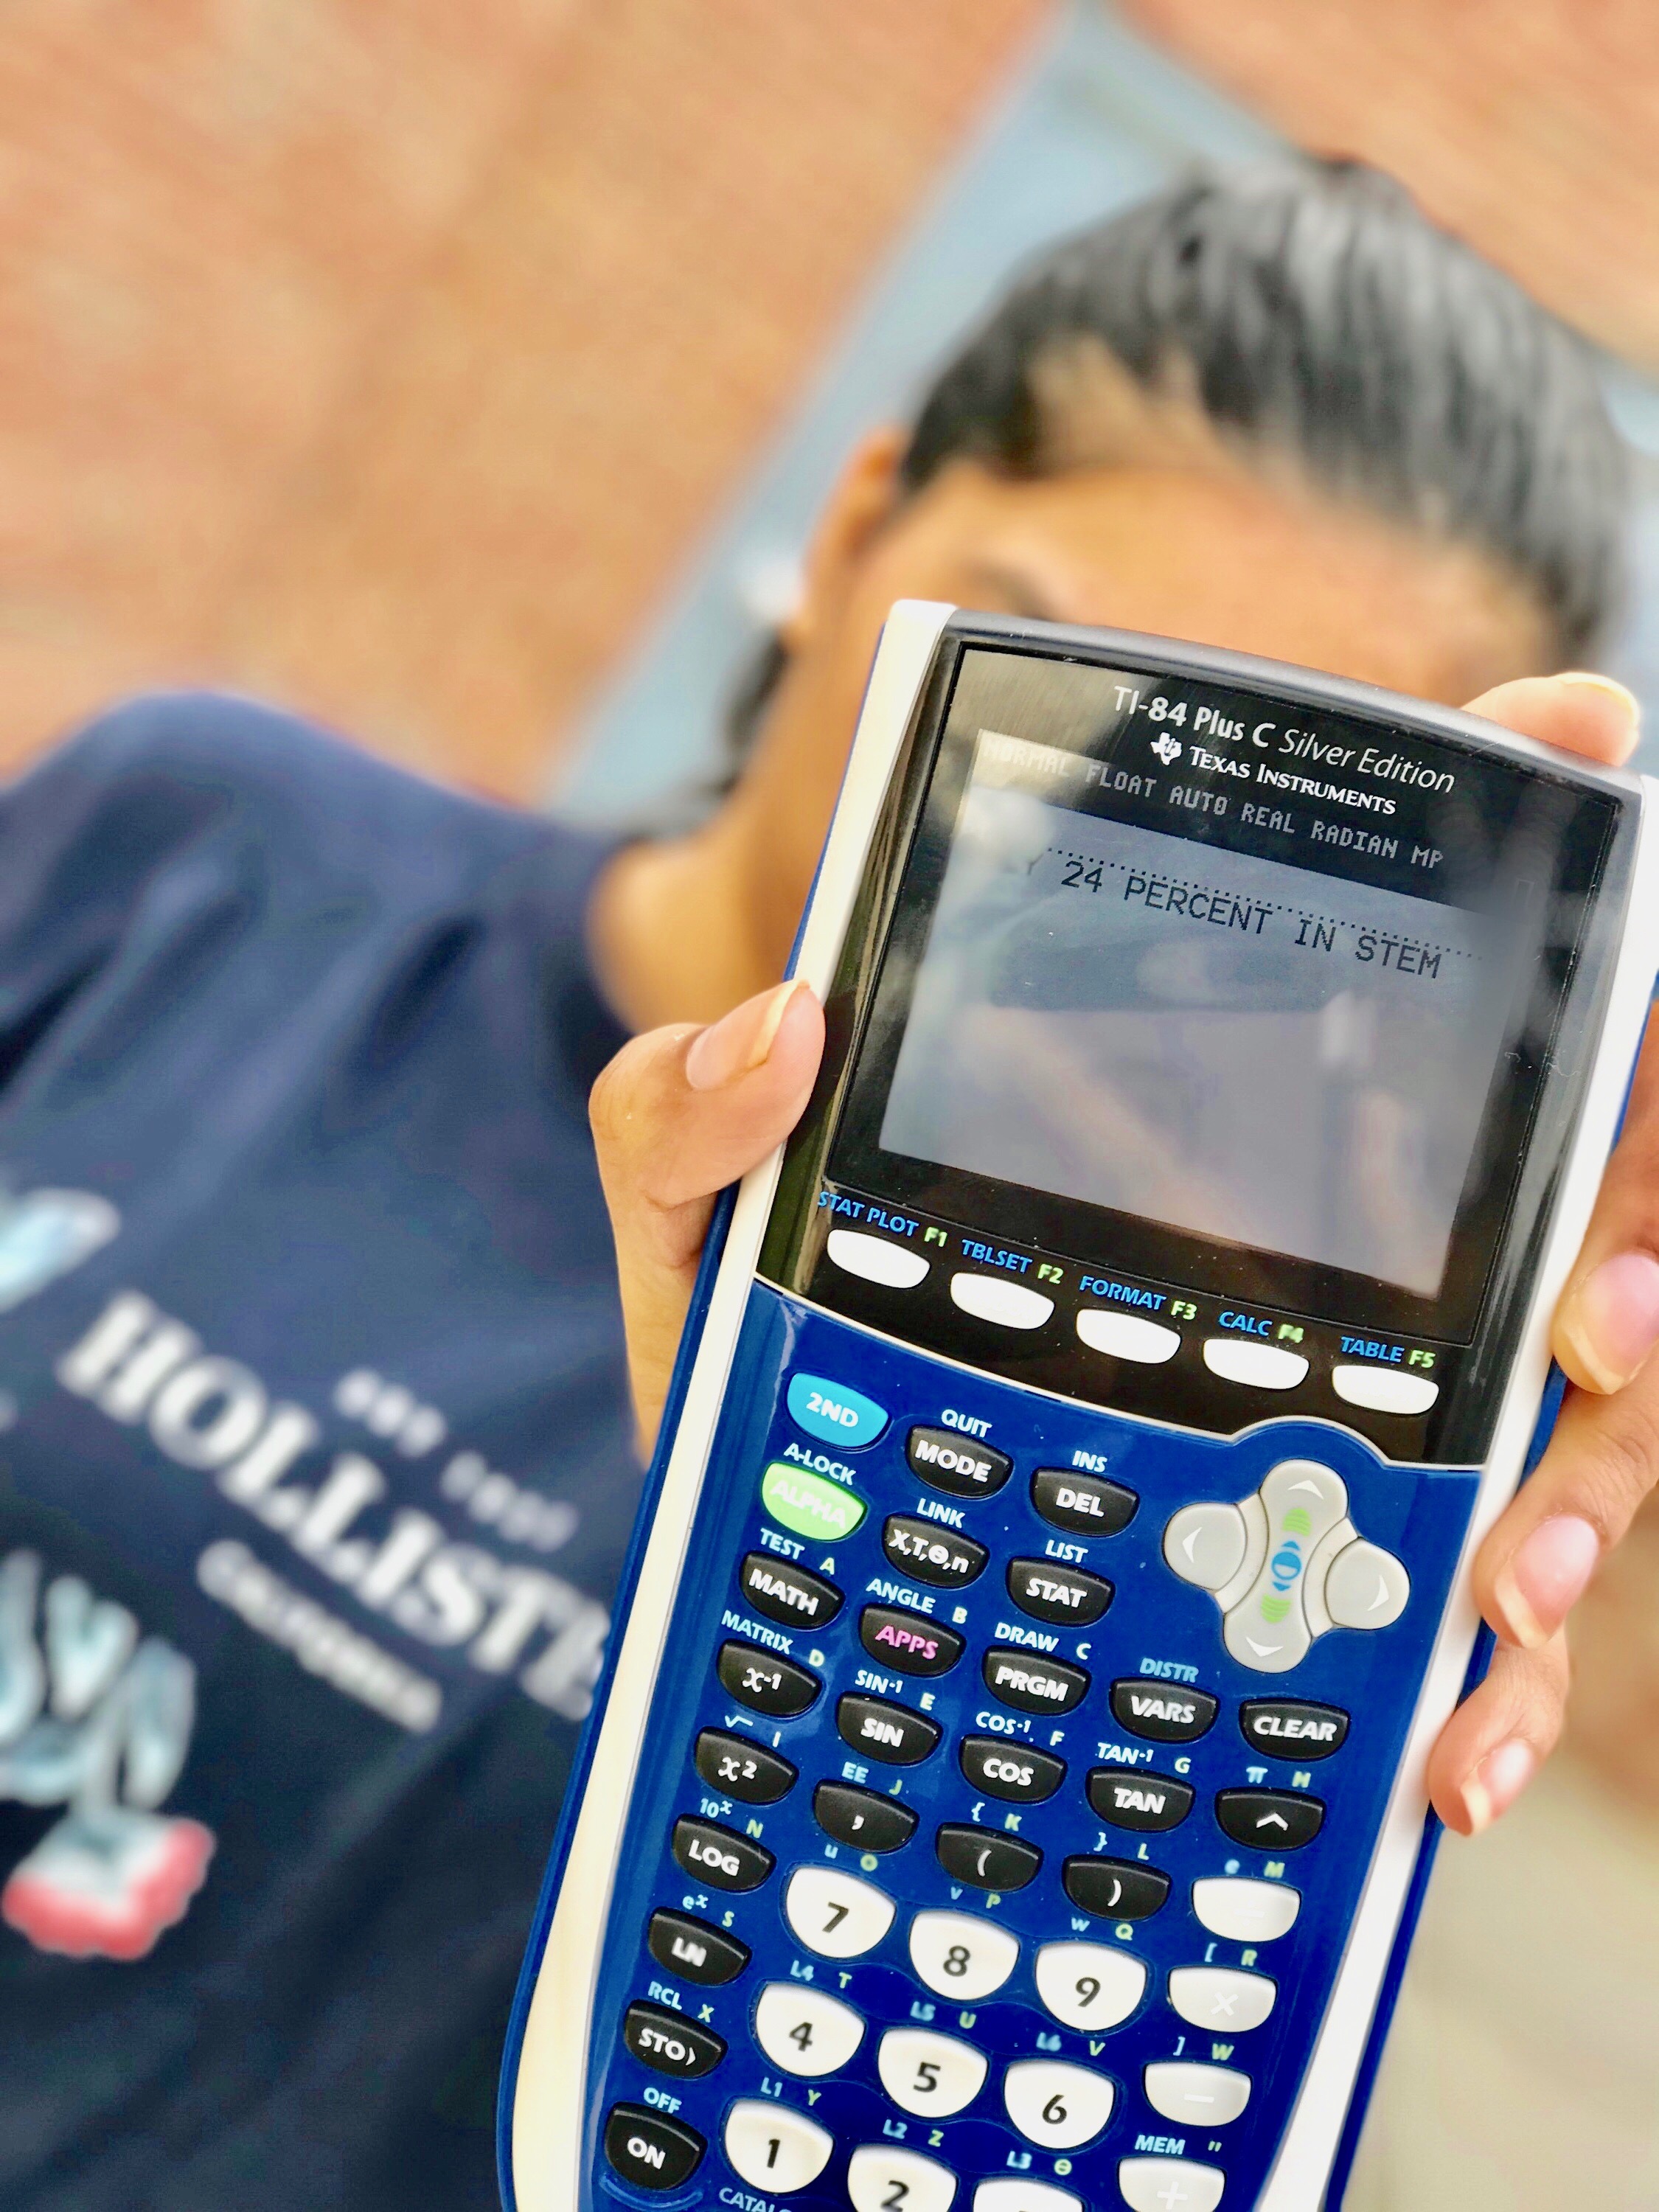 TI-84 Plus C Silver Edition
TEXAS INSTRUMENTS
NORMAL FLOAT AUTO REAL RADIAN MP
24 PERCENT IN STEM
STAT PLOT F1 TBLSET F2 FORMAT F3 CALC F4 TABLE F5
QUIT INS
2ND MODE DEL
A-LOCK LINK LIST
ALPHA X,T,Θ,n STAT
TEST A ANGLE B DRAW C DISTR
MATH APPS PRGM VARS CLEAR
MATRIX D SIN⁻¹ E COS⁻¹ F TAN⁻¹ G π H
x⁻¹ SIN COS TAN ^
√ I EE J { K } L e M
x² , ( )
10ˣ N u O v P w Q [ R
LOG 7 8 9 ×
eˣ S L4 T L5 U L6 V ] W
LN 4 5 6 −
RCL X L1 Y L2 Z L3 Θ MEM "
STO› 1 2 +
OFF
ON
HOLLISTE
CALIFORNIA